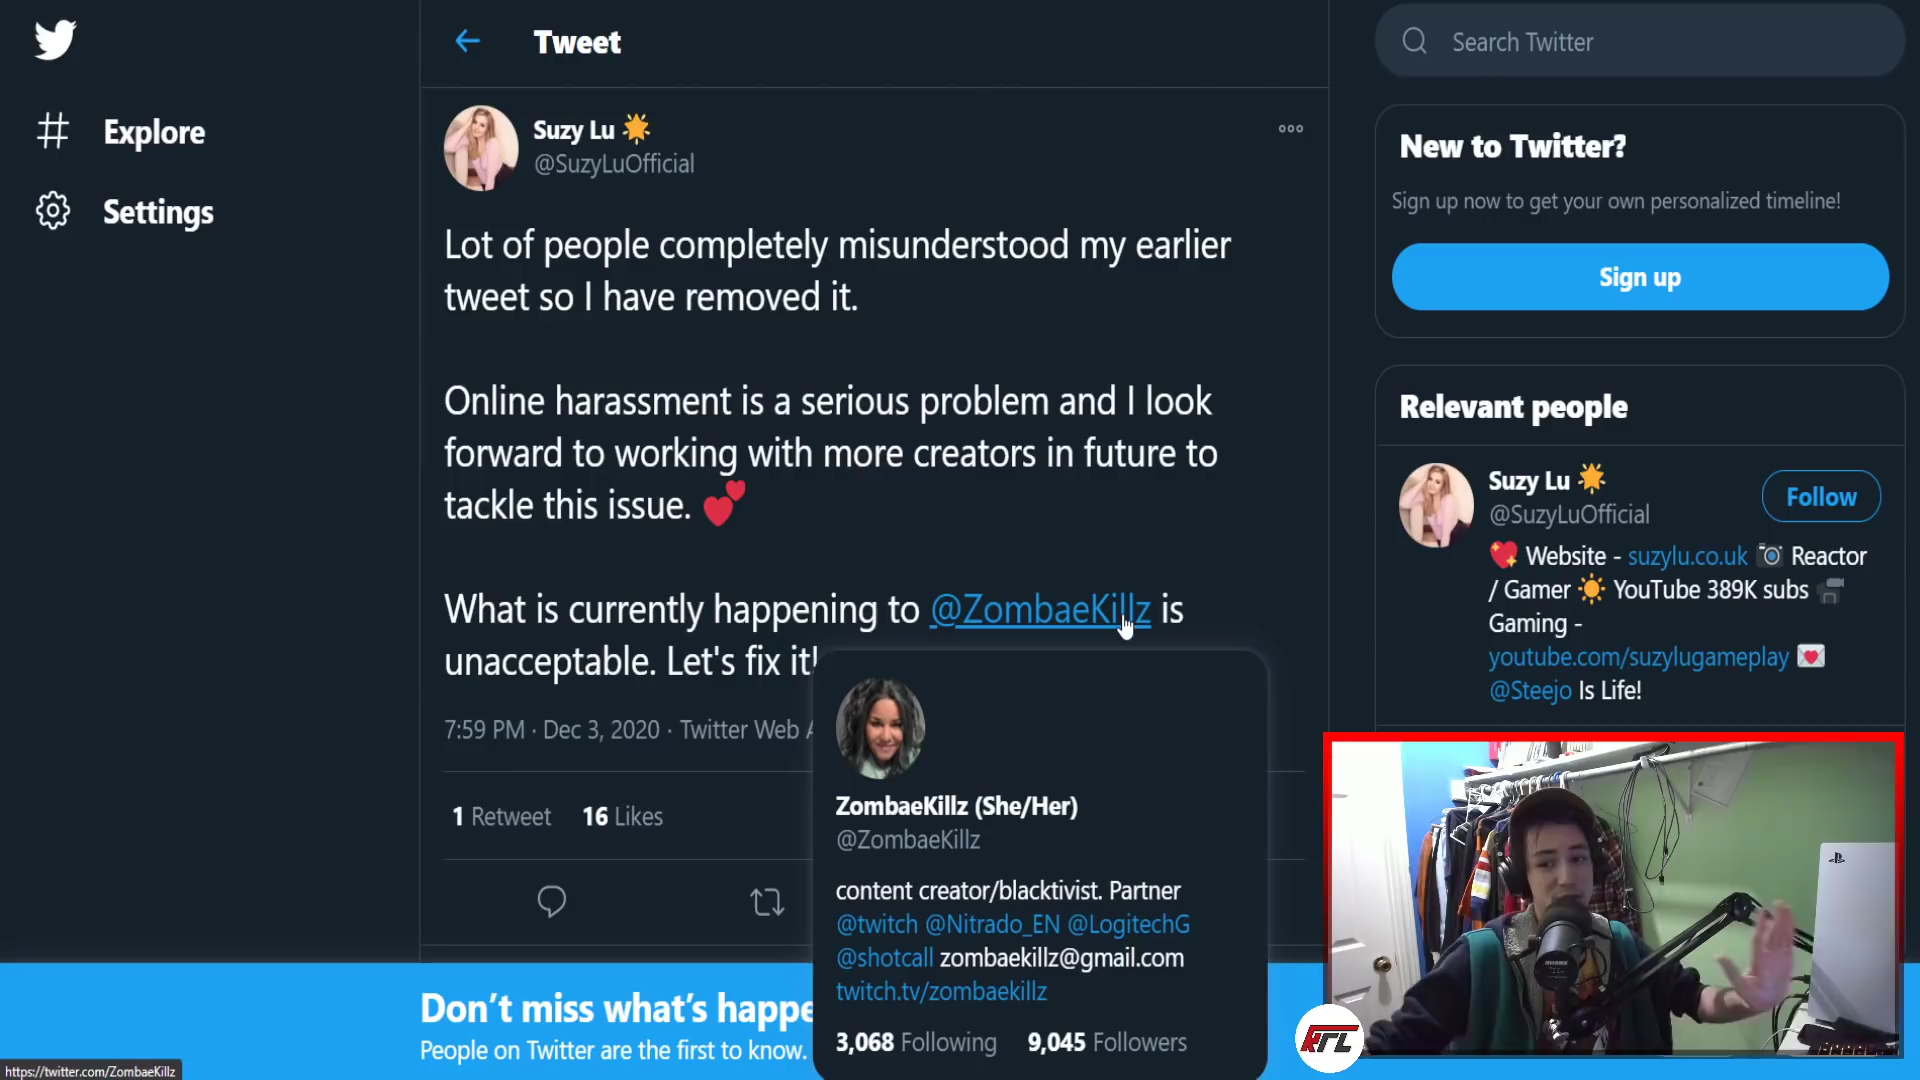 Explore
Settings
Tweet
Suzy Lu
@SuzyLuOfficial
Lot of people completely misunderstood my earlier
tweet so I have removed it.
Online harassment is a serious problem and I look
forward to working with more creators in future to
tackle this issue.
What is currently happening to @ZombaeKillz is
unacceptable. Let's fix it!
7:59 PM · Dec 3, 2020 · Twitter Web
1 Retweet 16 Likes
ZombaeKillz (She/Her)
@ZombaeKillz
content creator/blacktivist. Partner
@twitch @Nitrado_EN @LogitechG
@shotcall zombaekillz@gmail.com
twitch.tv/zombaekillz
3,068 Following 9,045 Followers
Don’t miss what’s happe
People on Twitter are the first to know.
https://twitter.com/ZombaeKillz
Search Twitter
New to Twitter?
Sign up now to get your own personalized timeline!
Sign up
Relevant people
Suzy Lu
@SuzyLuOfficial
Follow
Website - suzylu.co.uk Reactor
/ Gamer YouTube 389K subs
Gaming -
youtube.com/suzylugameplay
@Steejo Is Life!
RTL